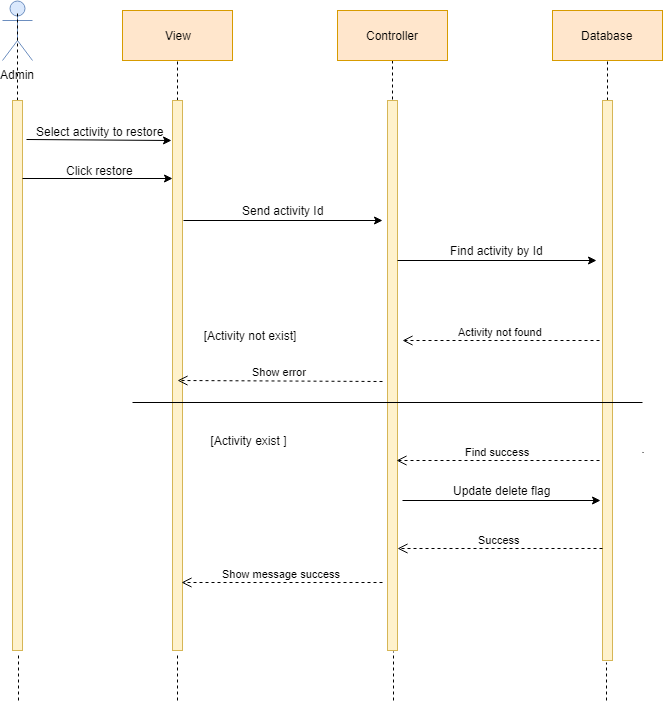 View
Controller
Database
Admin
Select activity to restore
Click restore
Send activity Id
Find activity by Id
[Activity not exist]
Activity not found
Show error
[Activity exist ]
Find success
Update delete flag
Success
Show message success